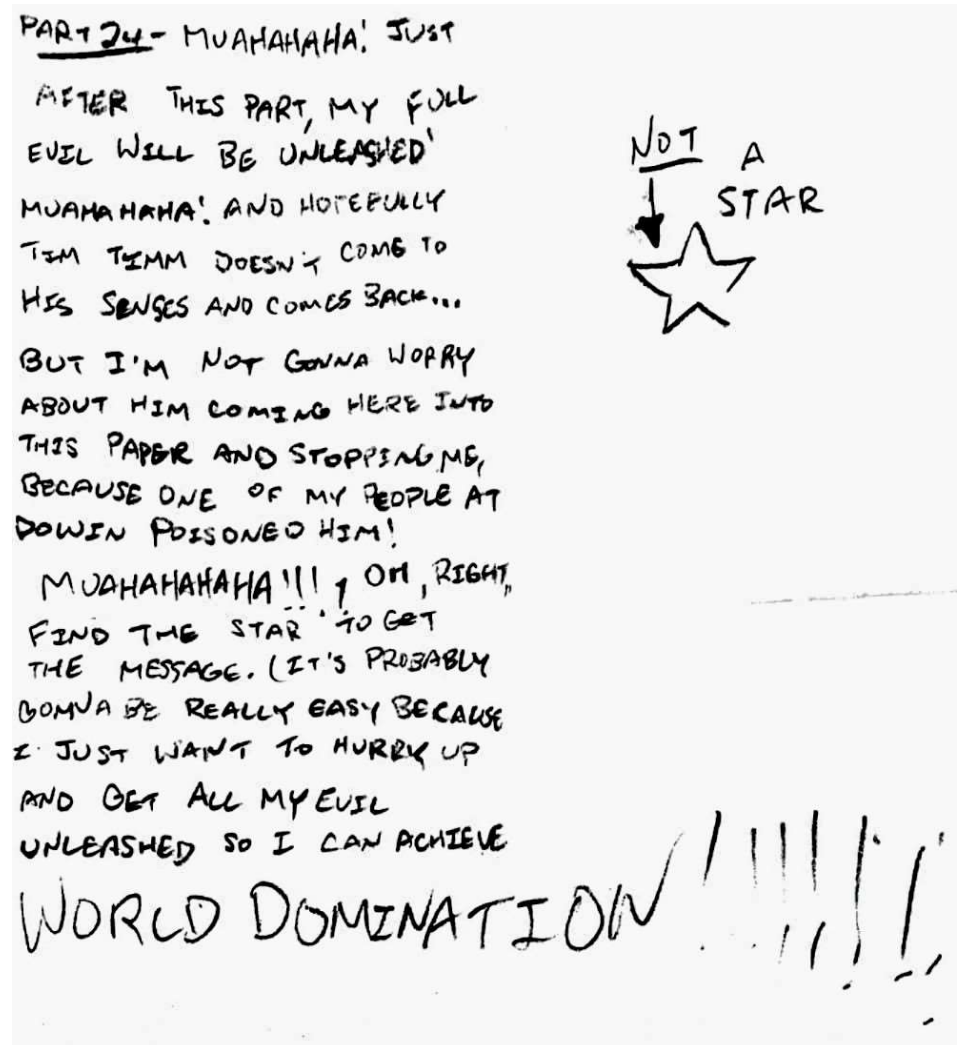 PART 24- MUAHAHAHA! JUST
AFTER THIS PART, MY FULL
EVIL WILL BE UNLEASHED!
MUAHAHAHA! AND HOPEFULLY
TIM TIMM DOESN'T COME TO
HIS SENSES AND COMES BACK...
BUT I'M NOT GONNA WORRY
ABOUT HIM COMING HERE INTO
THIS PAPER AND STOPPING ME,
BECAUSE ONE OF MY PEOPLE AT
DOWIN POISONED HIM!
MUAHAHAHAHA!!!, OH, RIGHT,
FIND THE STAR TO GET
THE MESSAGE. (IT'S PROBABLY
GONNA BE REALLY EASY BECAUSE
I JUST WANT TO HURRY UP
AND GET ALL MY EVIL
UNLEASHED SO I CAN ACHIEVE
WORLD DOMINATION!!!!!!!
NOT A
STAR